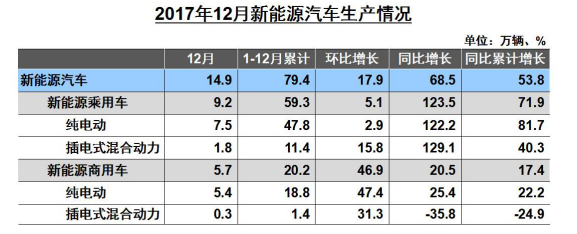 2017年12月新能源汽车生产情况
单位：万辆、%
12月 1-12月累计 环比增长 同比增长 同比累计增长
新能源汽车 14.9 79.4 17.9 68.5 53.8
新能源乘用车 9.2 59.3 5.1 123.5 71.9
纯电动 7.5 47.8 2.9 122.2 81.7
插电式混合动力 1.8 11.4 15.8 129.1 40.3
新能源商用车 5.7 20.2 46.9 20.5 17.4
纯电动 5.4 18.8 47.4 25.4 22.2
插电式混合动力 0.3 1.4 31.3 -35.8 -24.9